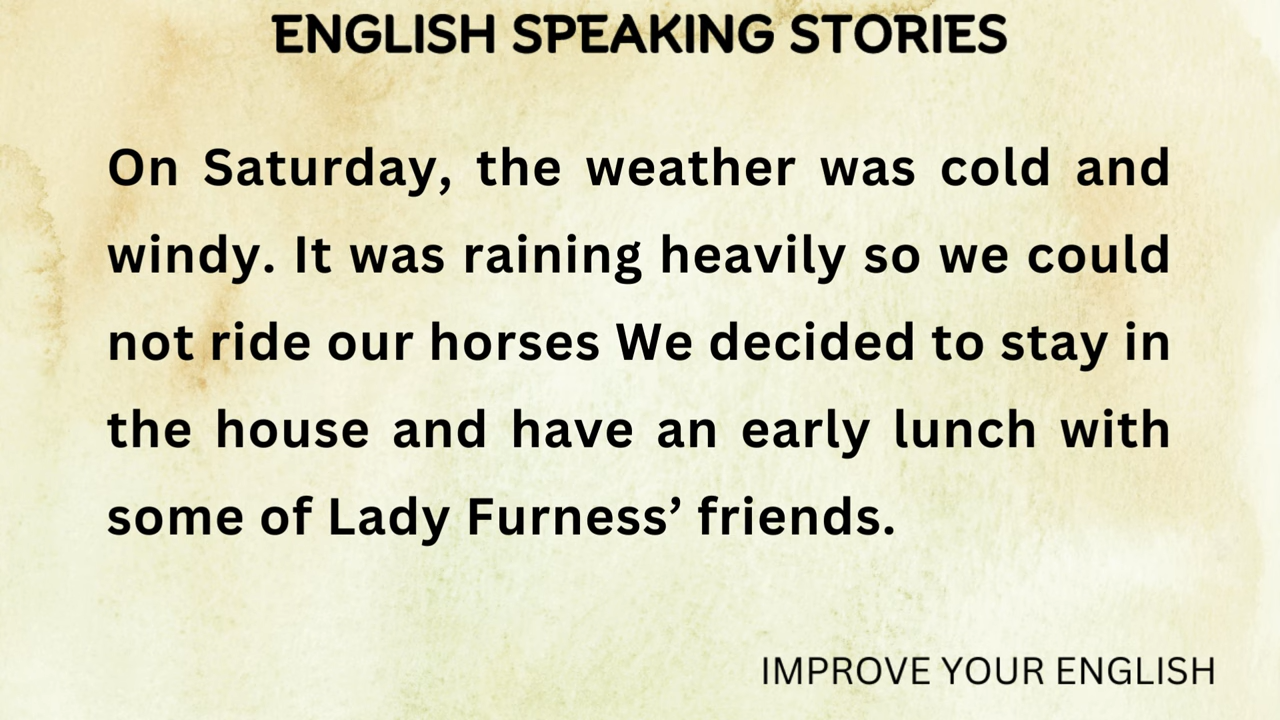 ENGLISH SPEAKING STORIES
On Saturday, the weather was cold and
windy. It was raining heavily so we could
not ride our horses We decided to stay in
the house and have an early lunch with
some of Lady Furness’ friends.
IMPROVE YOUR ENGLISH